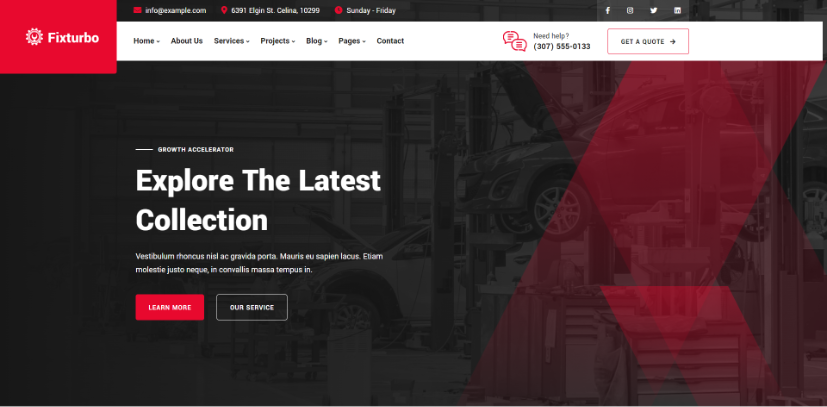 info@example.com 6391 Elgin St. Celina, 10299 Sunday - Friday
Fixturbo
Home About Us Services Projects Blog Pages Contact
Need help?
(307) 555-0133
GET A QUOTE
GROWTH ACCELERATOR
Explore The Latest
Collection
Vestibulum rhoncus nisl ac gravida porta. Mauris eu sapien lacus. Etiam
molestie justo neque, in convallis massa tempus in.
LEARN MORE OUR SERVICE